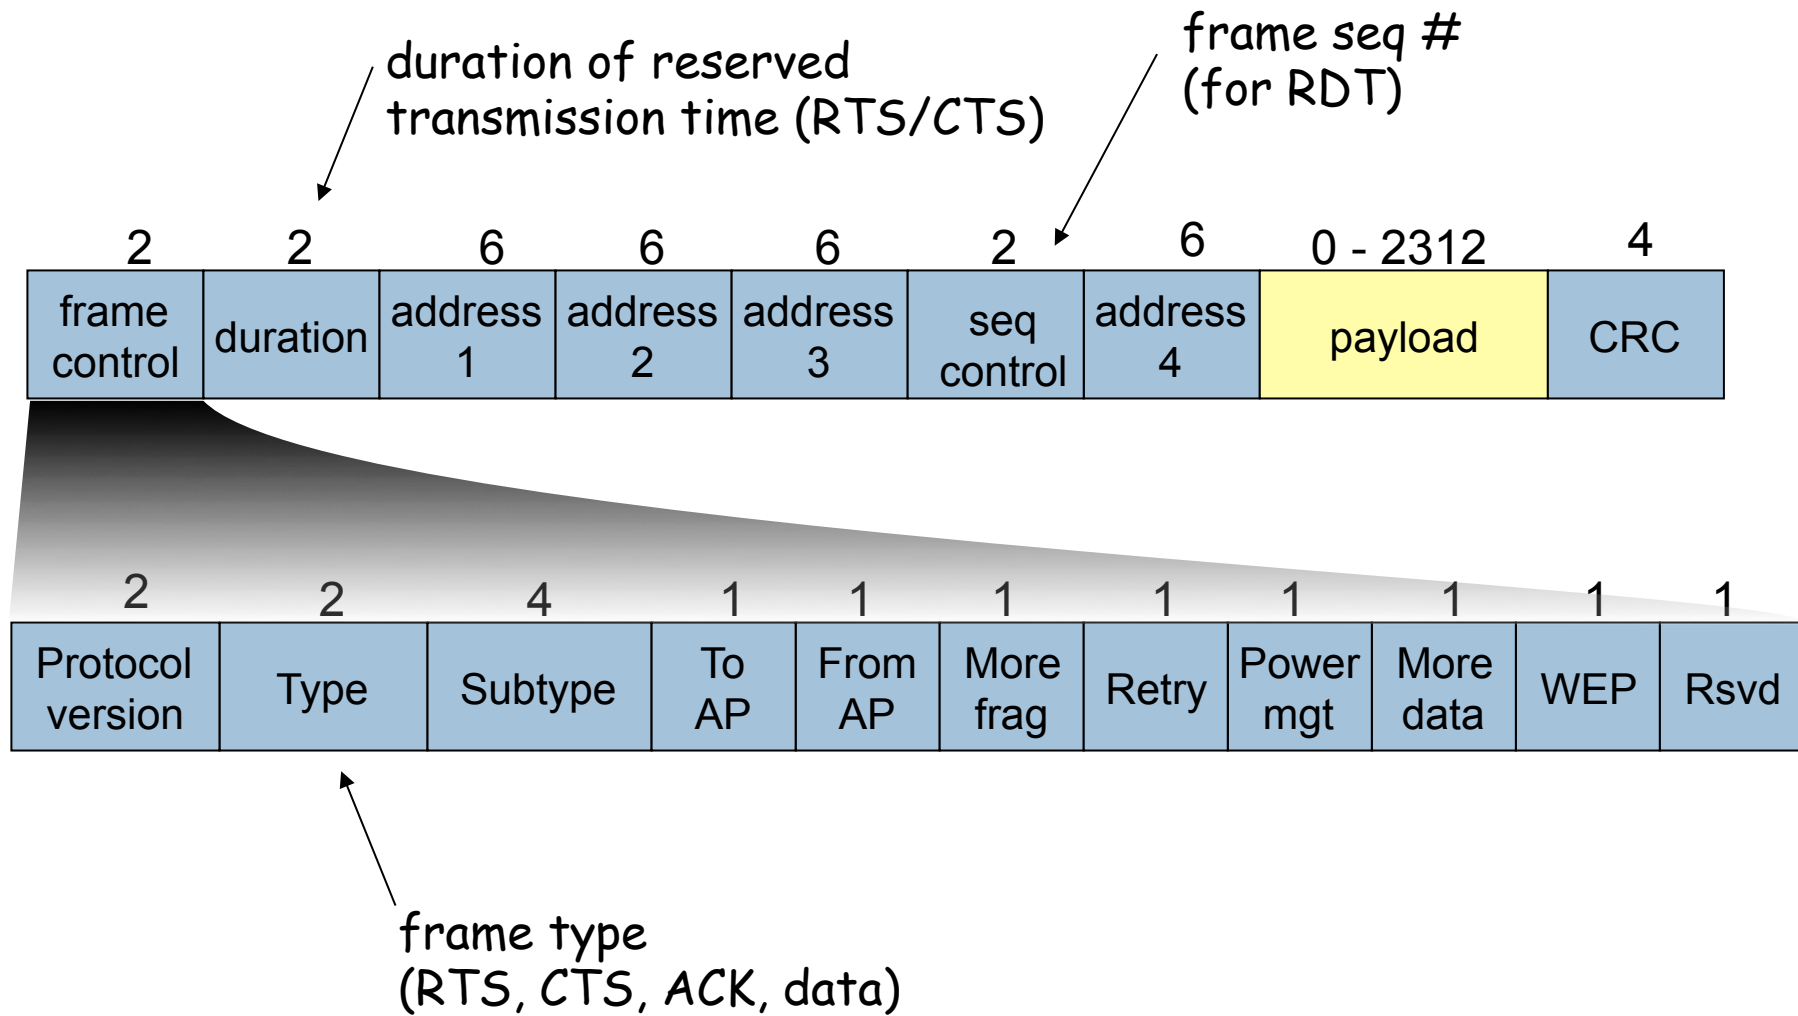 duration of reserved
transmission time (RTS/CTS)
frame seq #
(for RDT)
2 2 6 6 6 2 6 0 - 2312 4
frame control
duration
address 1
address 2
address 3
seq control
address 4
payload
CRC
2 2 4 1 1 1 1 1 1 1 1
Protocol version
Type
Subtype
To AP
From AP
More frag
Retry
Power mgt
More data
WEP
Rsvd
frame type
(RTS, CTS, ACK, data)